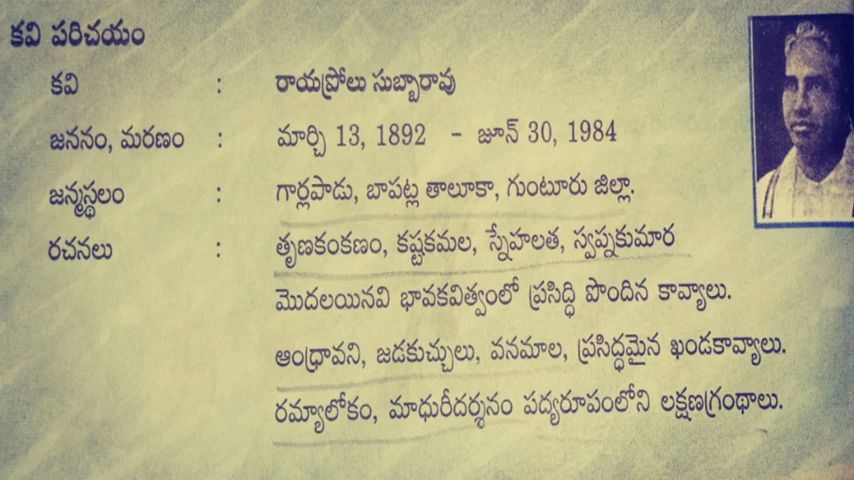 కవి పరిచయం
కవి : రాయప్రోలు సుబ్బారావు
జననం, మరణం : మార్చి 13, 1892 - జూన్ 30, 1984
జన్మస్థలం : గార్లపాడు, బాపట్ల తాలూకా, గుంటూరు జిల్లా.
రచనలు : తృణకంకణం, కష్టకమల, స్నేహలత, స్వప్నకుమార
మొదలయినవి భావకవిత్వంలో ప్రసిద్ధి పొందిన కావ్యాలు.
ఆంధ్రావని, జడకుచ్చులు, వనమాల, ప్రసిద్ధమైన ఖండకావ్యాలు.
రమ్యాలోకం, మాధురీదర్శనం పద్యరూపంలోని లక్షణగ్రంథాలు.